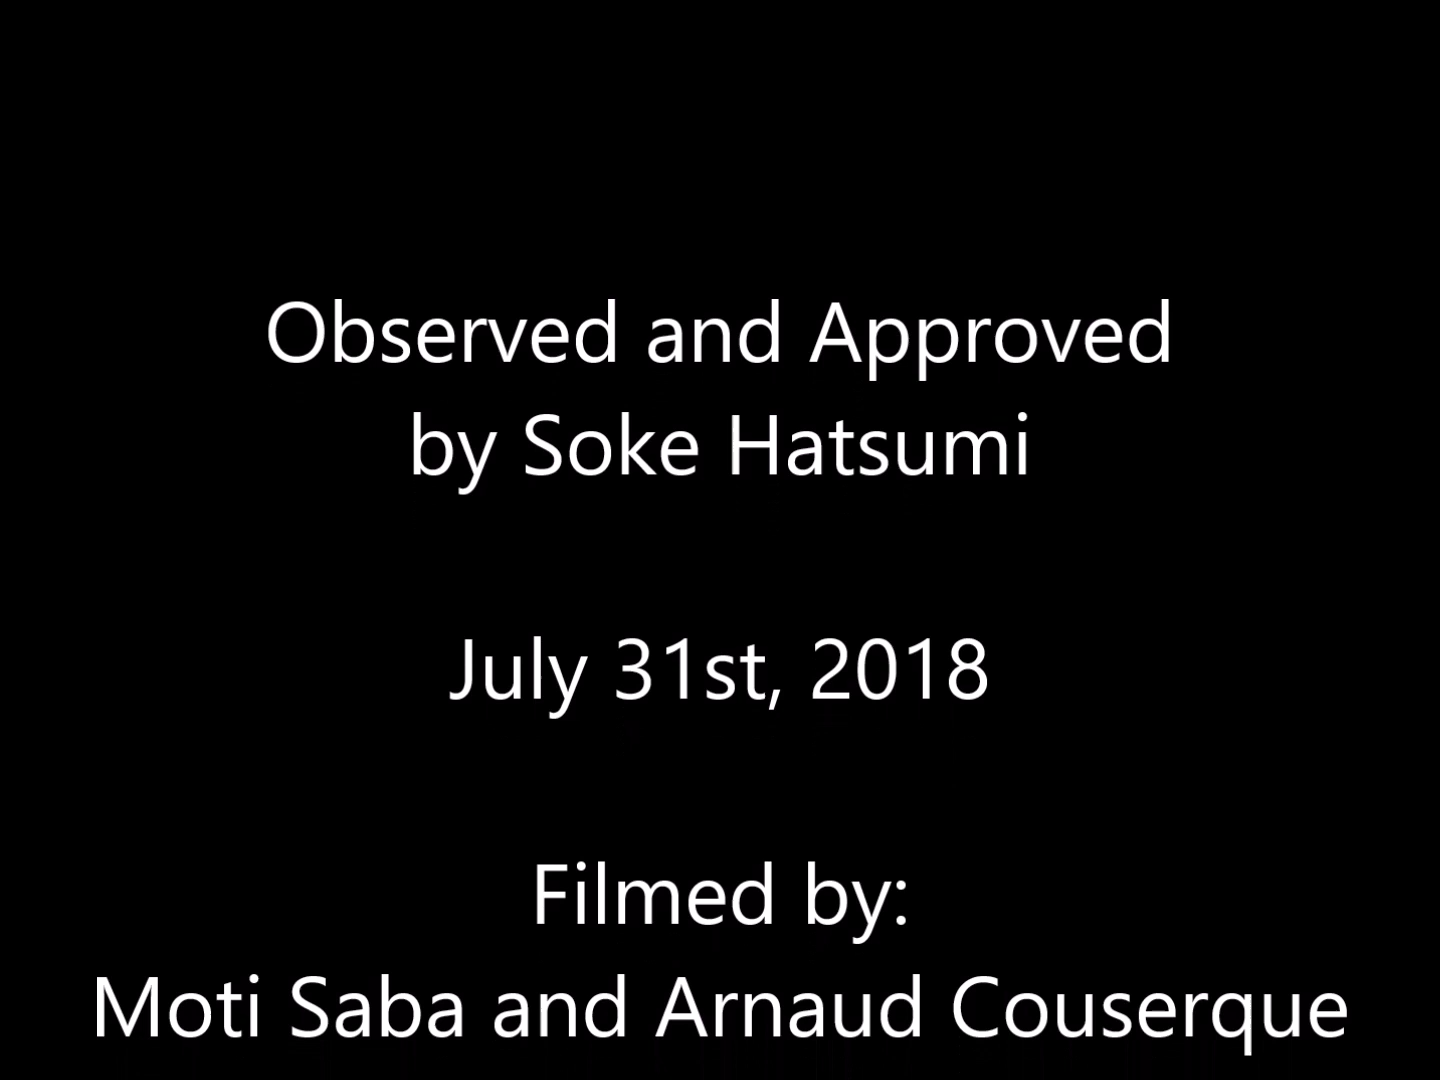 Observed and Approved
by Soke Hatsumi
July 31st, 2018
Filmed by:
Moti Saba and Arnaud Couserque